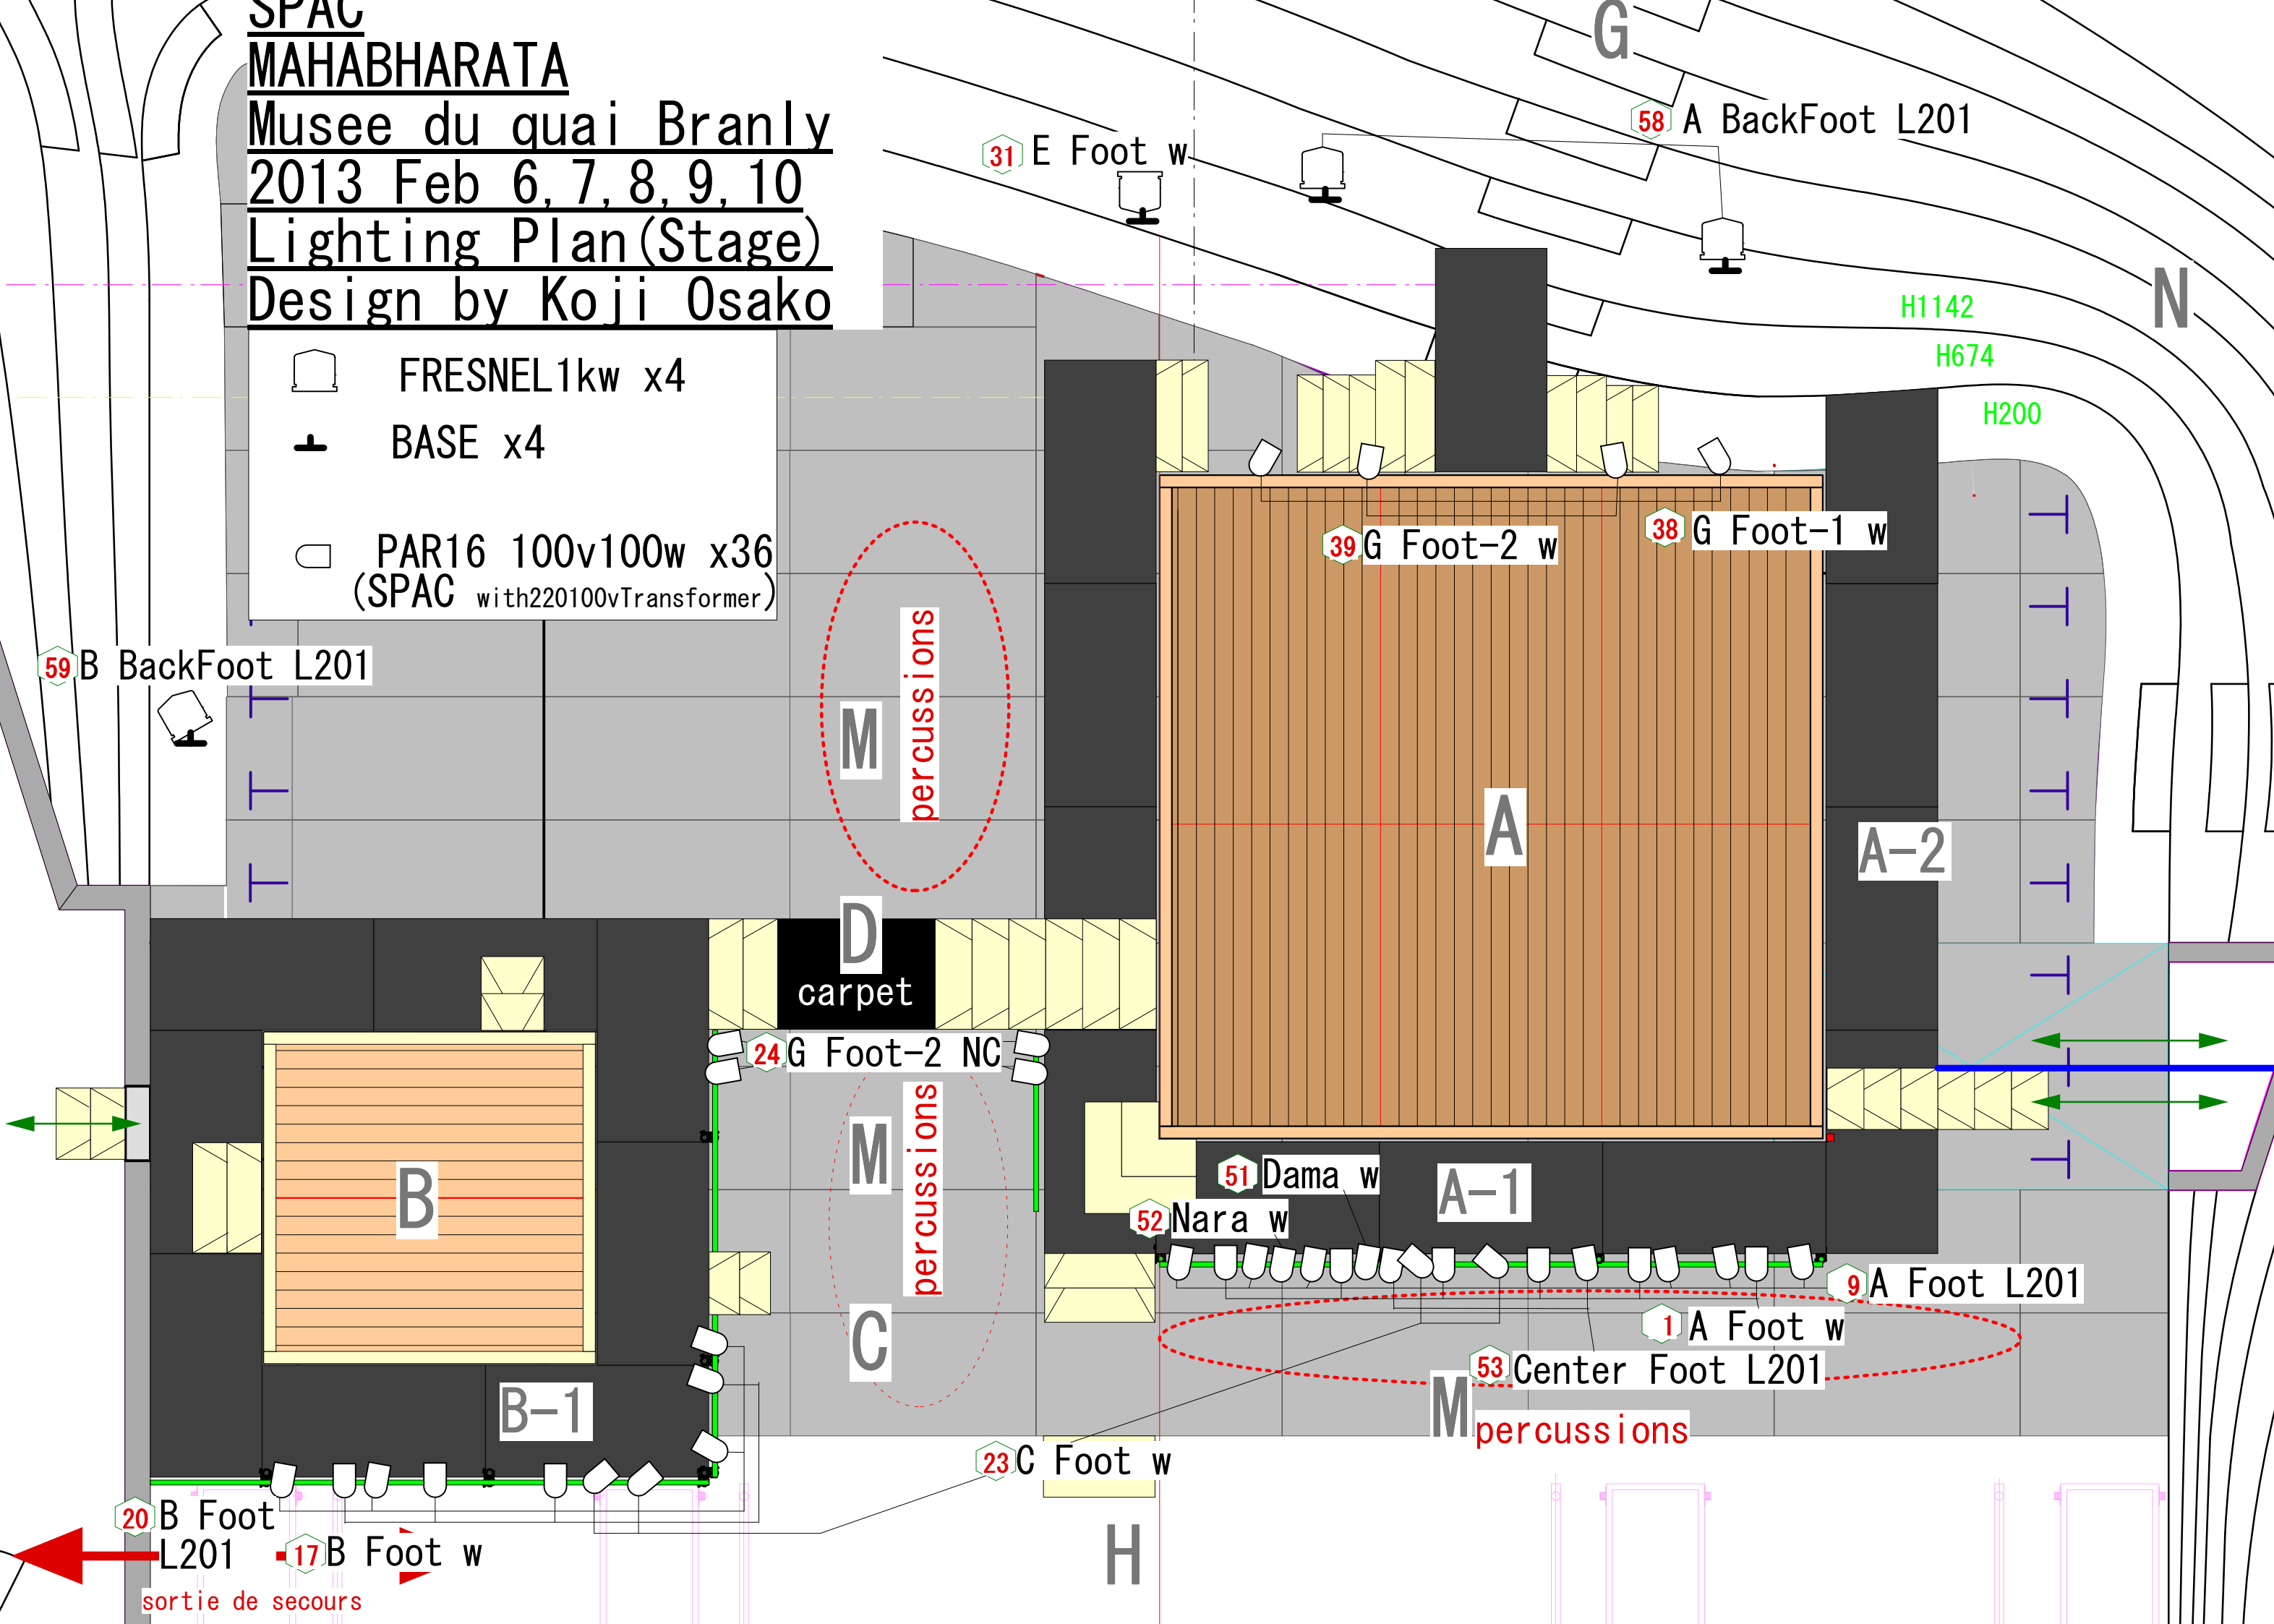 SPAC
MAHABHARATA
Musee du quai Branly
2013 Feb 6,7,8,9,10
Lighting Plan(Stage)
Design by Koji Osako
FRESNEL1kw x4
BASE x4
PAR16 100v100w x36
(SPAC with220100vTransformer)
G
58 A BackFoot L201
31 E Foot w
N
H1142
H674
H200
39 G Foot-2 w
38 G Foot-1 w
59 B BackFoot L201
M
percussions
A
A-2
D
carpet
24 G Foot-2 NC
M
percussions
B
51 Dama w
A-1
52 Nara w
9 A Foot L201
1 A Foot w
C
53 Center Foot L201
B-1
M
percussions
23 C Foot w
20 B Foot
L201
17 B Foot w
H
sortie de secours